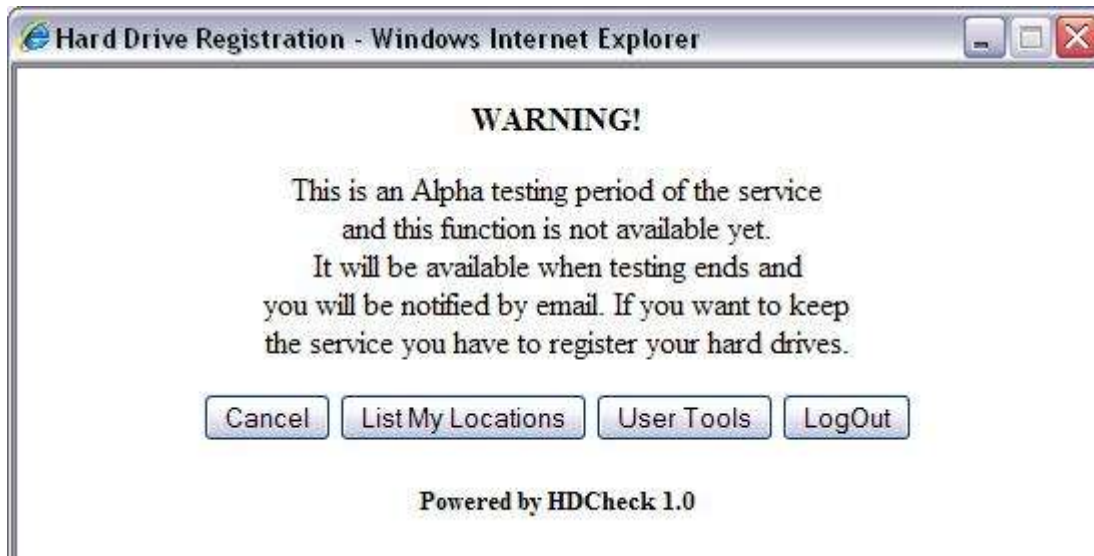 Hard Drive Registration - Windows Internet Explorer
WARNING!
This is an Alpha testing period of the service
and this function is not available yet.
It will be available when testing ends and
you will be notified by email. If you want to keep
the service you have to register your hard drives.
Cancel List My Locations User Tools LogOut
Powered by HDCheck 1.0